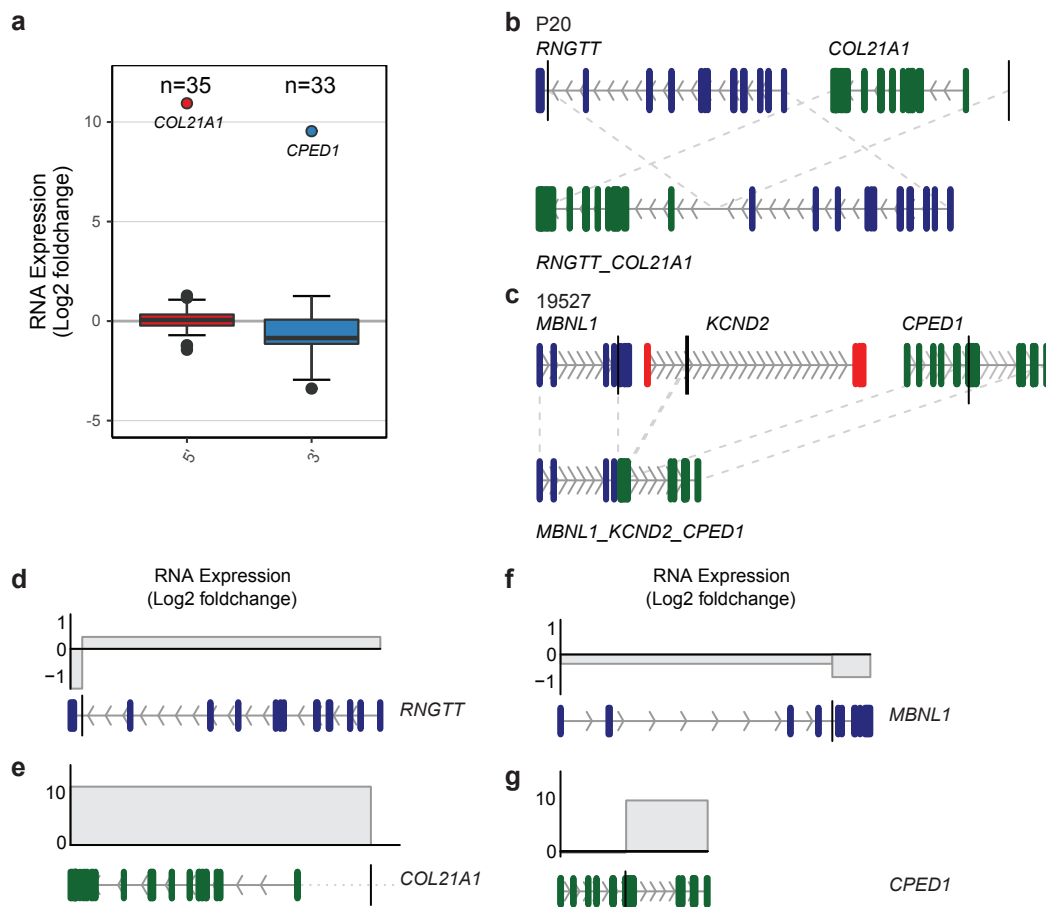 a
n=35
n=33
COL21A1
CPED1
RNA Expression
(Log2 foldchange)
10
5
0
-5
5'
3'
b
P20
RNGTT
COL21A1
RNGTT_COL21A1
c
19527
MBNL1
KCND2
CPED1
MBNL1_KCND2_CPED1
d
RNA Expression
(Log2 foldchange)
1
0
−1
RNGTT
e
10
0
COL21A1
f
RNA Expression
(Log2 foldchange)
1
0
−1
MBNL1
g
10
0
CPED1